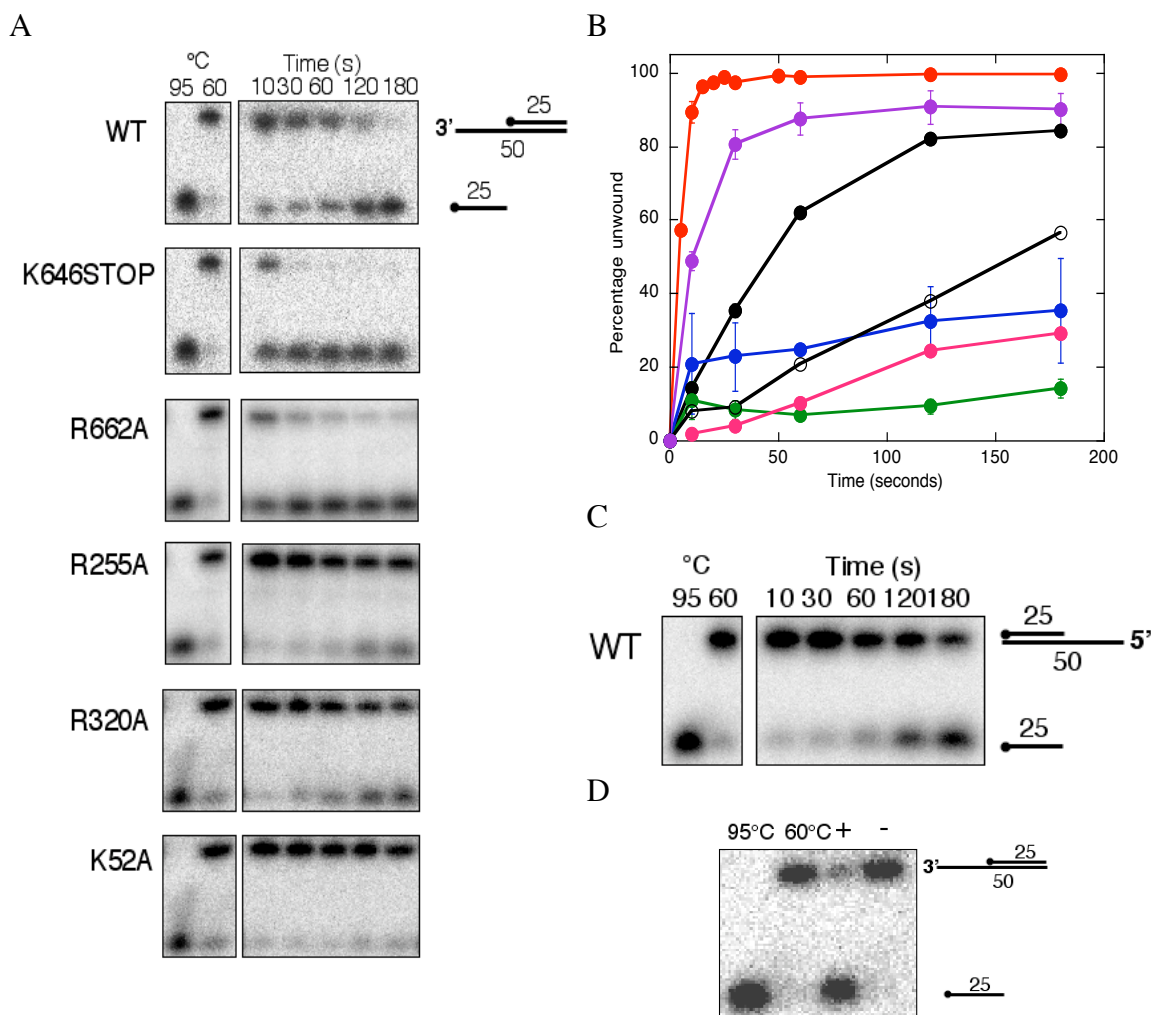 A
°C
Time (s)
95 60
10 30 60 120 180
WT
25
3'
50
25
K646STOP
R662A
R255A
R320A
K52A
B
Percentage unwound
100
80
60
40
20
0
0 50 100 150 200
Time (seconds)
C
°C
Time (s)
95 60
10 30 60 120 180
WT
25
5'
50
25
D
95°C 60°C + -
25
3'
50
25